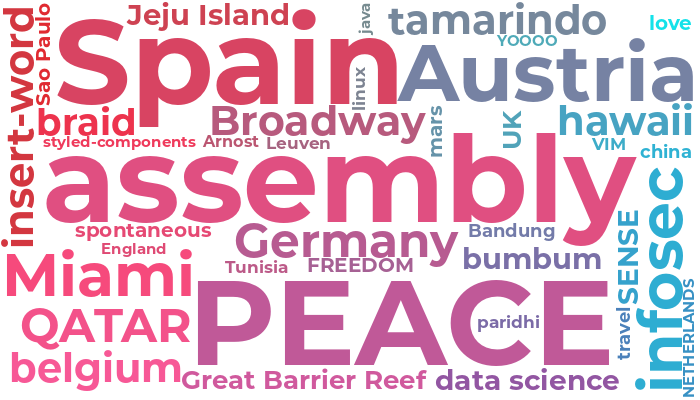 insert-word
Sao Paulo
Jeju Island
Spain
java
linux
tamarindo
YOOOO
love
Austria
braid
Broadway
mars
UK
hawaii
styled-components
Arnost
Leuven
VIM
china
assembly
spontaneous
England
Germany
Bandung
bumbum
SENSE
infosec
Miami
Tunisia
FREEDOM
QATAR
PEACE
paridhi
travel
NETHERLANDS
belgium
Great Barrier Reef
data science